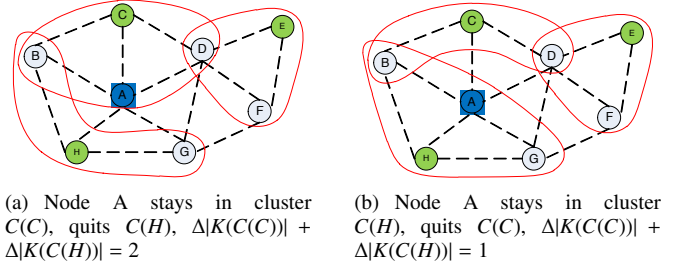 C
E
B
D
A
F
H
G
C
E
B
D
A
F
H
G
(a) Node A stays in cluster
C(C), quits C(H), Δ|K(C(C))| +
Δ|K(C(H))| = 2
(b) Node A stays in cluster
C(H), quits C(C), Δ|K(C(C))| +
Δ|K(C(H))| = 1